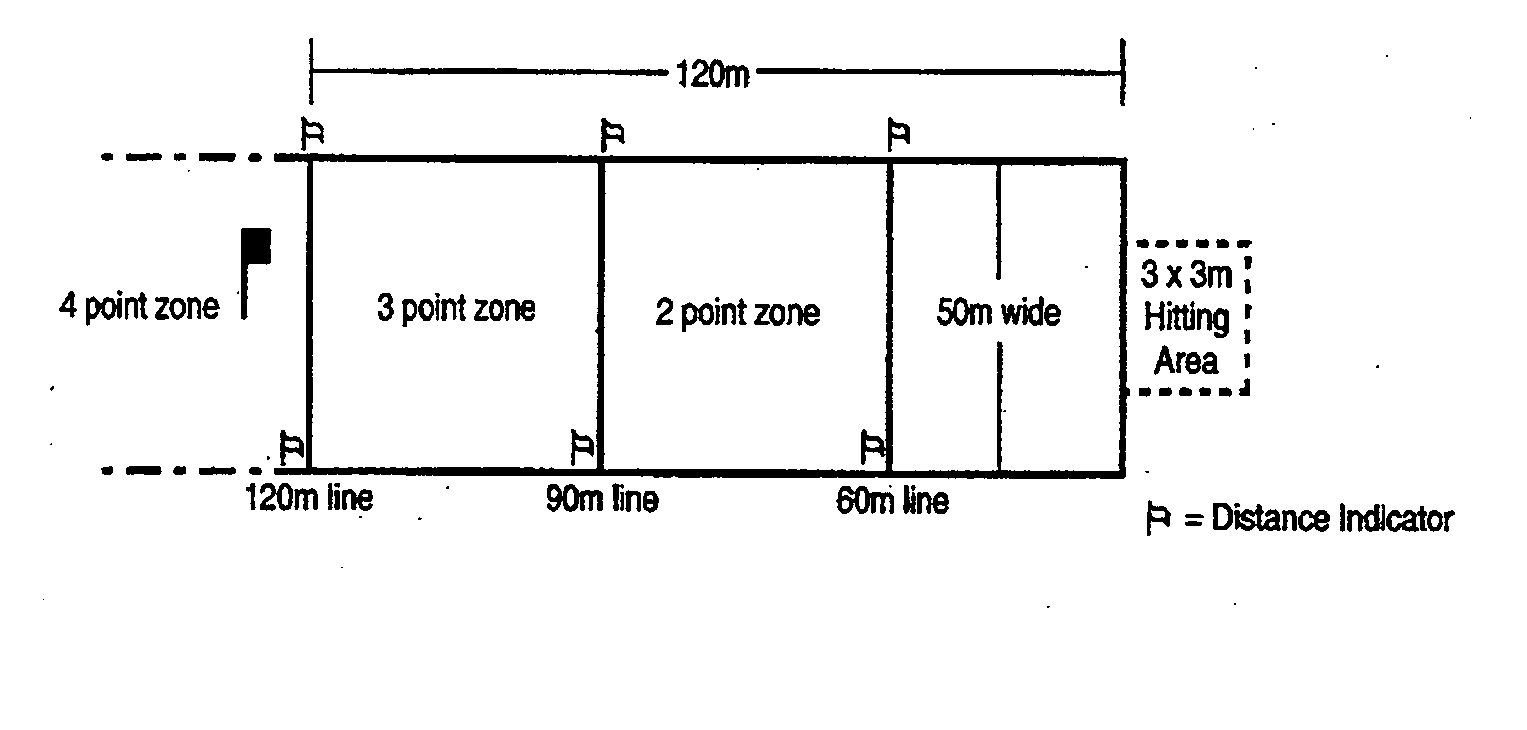 120m
4 point zone
3 point zone
2 point zone
50m wide
3 x 3m
Hitting
Area
120m line
90m line
60m line
= Distance Indicator